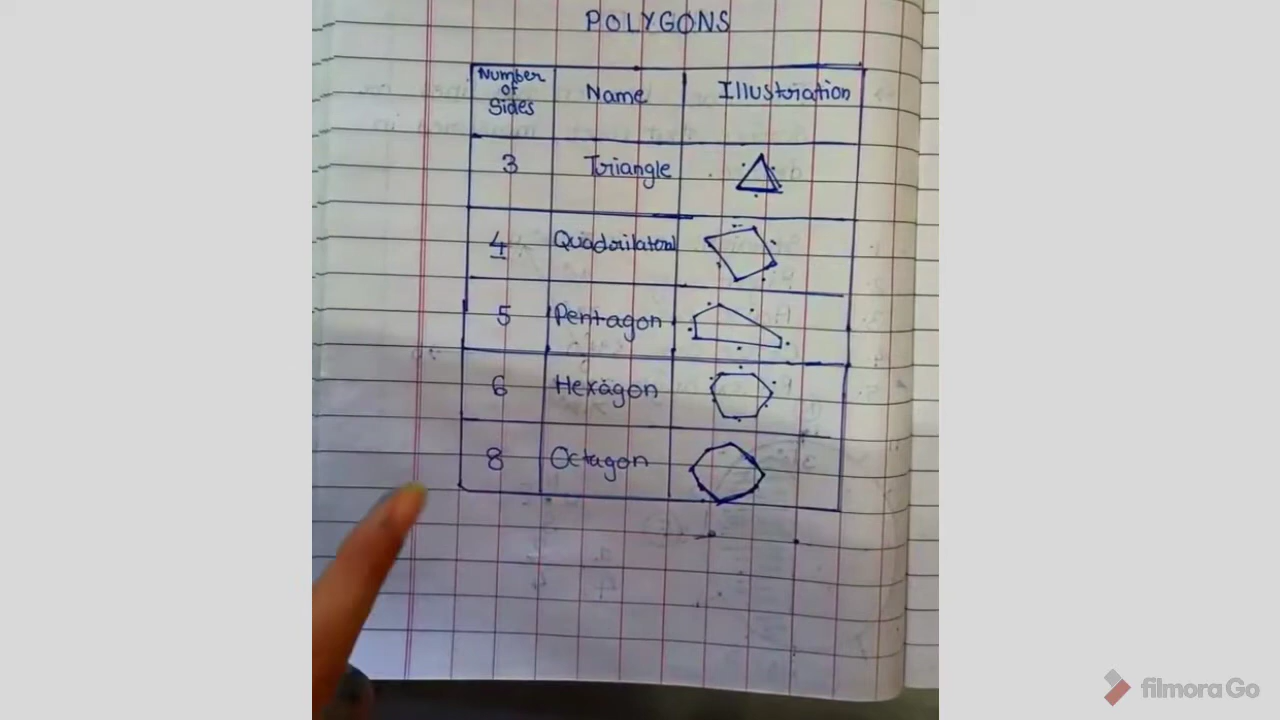 POLYGONS
Number of Sides Name Illustration
3 Triangle
4 Quadrilateral
5 Pentagon
6 Hexagon
8 Octagon
filmora Go